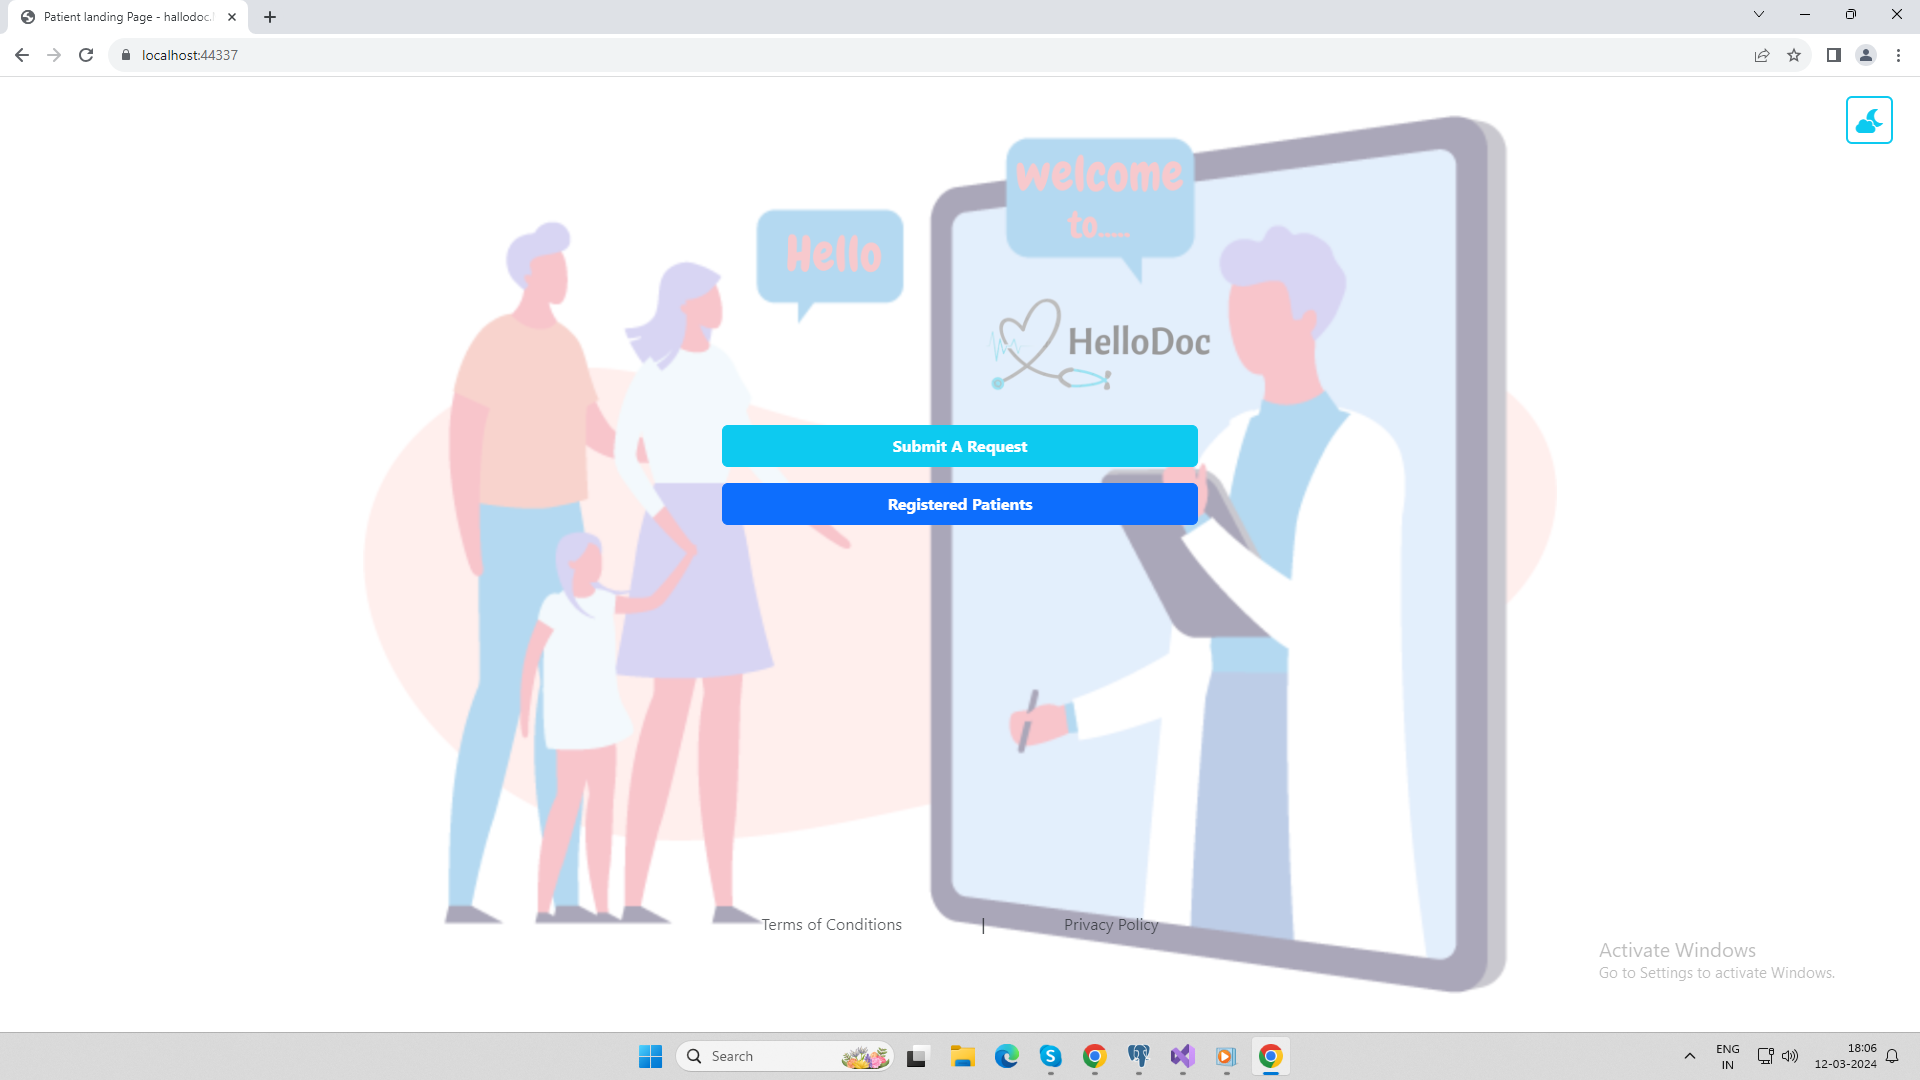 Patient landing Page - hallodoc.
localhost:44337
welcome
to.....
Hello
HelloDoc
Submit A Request
Registered Patients
Terms of Conditions | Privacy Policy
Activate Windows
Go to Settings to activate Windows.
Search
ENG
IN
18:06
12-03-2024